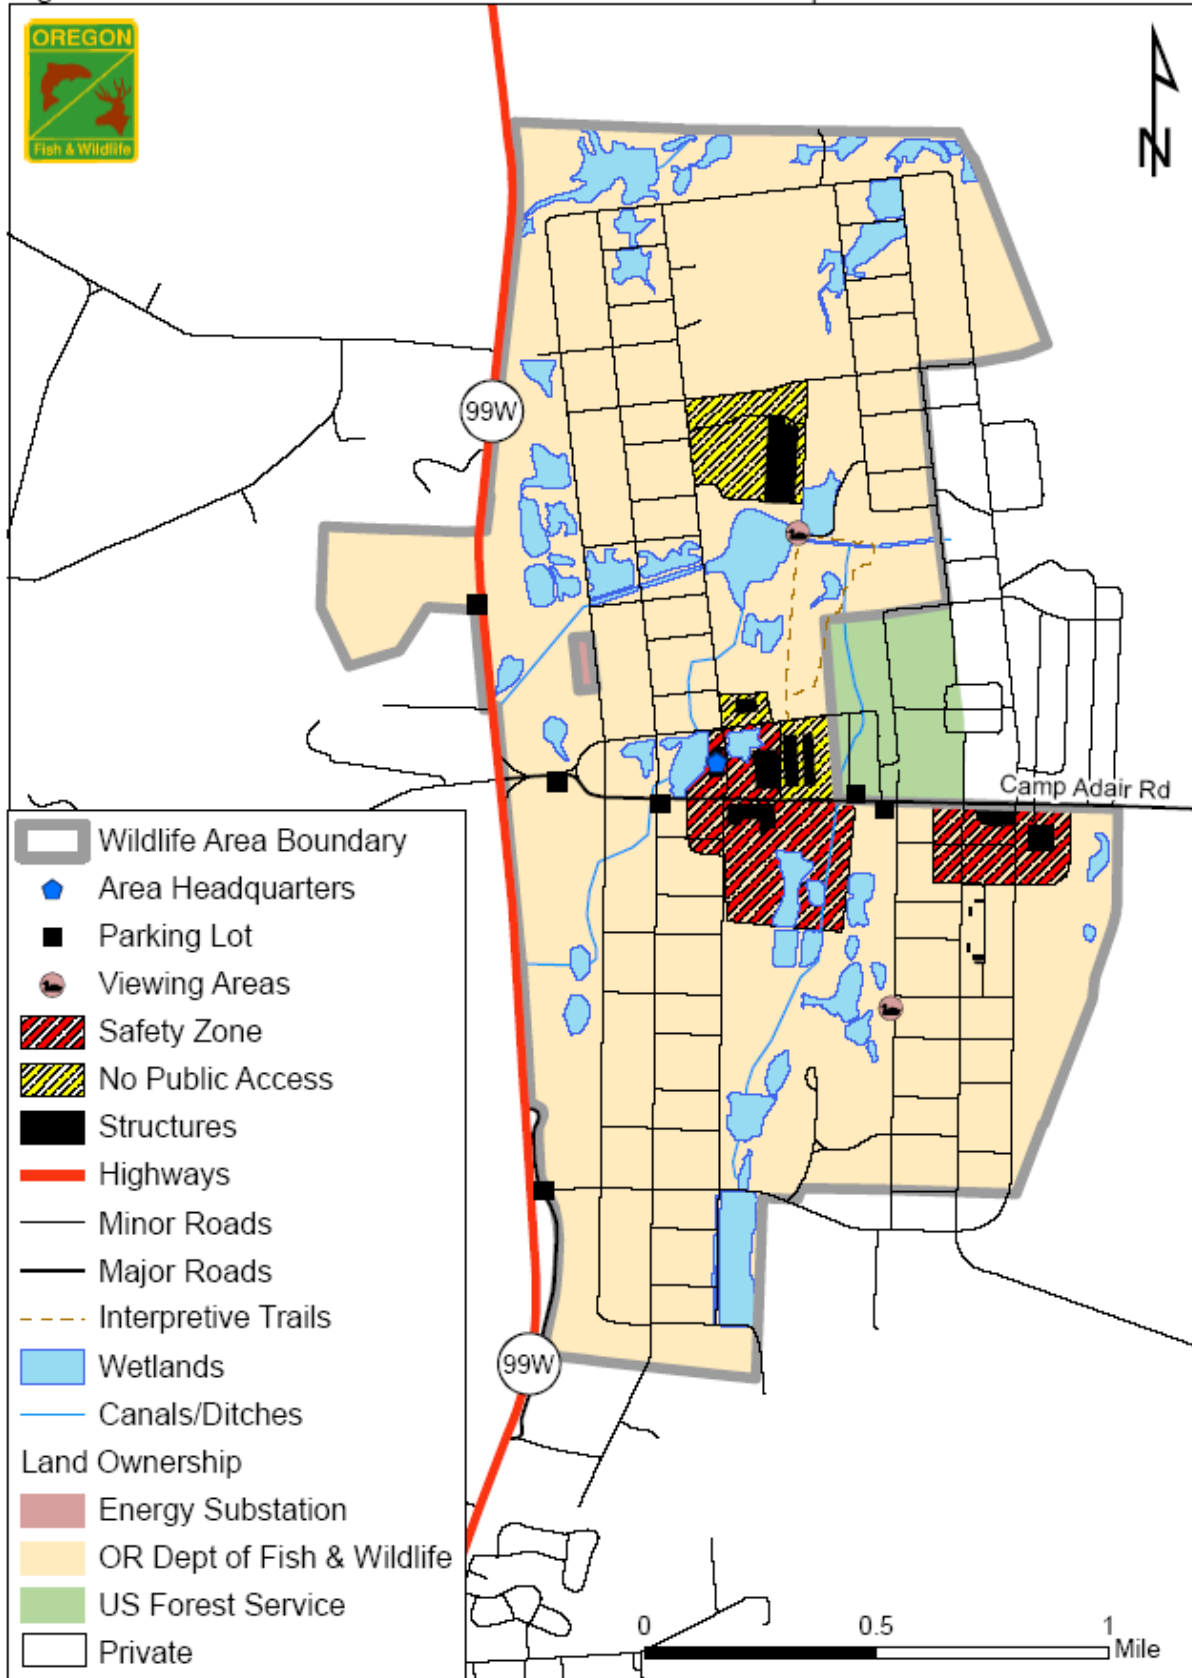 OREGON
Fish & Wildlife
N
99W
Camp Adair Rd
Wildlife Area Boundary
Area Headquarters
Parking Lot
Viewing Areas
Safety Zone
No Public Access
Structures
Highways
Minor Roads
Major Roads
Interpretive Trails
Wetlands
Canals/Ditches
Land Ownership
Energy Substation
OR Dept of Fish & Wildlife
US Forest Service
Private
99W
0 0.5 1
Mile